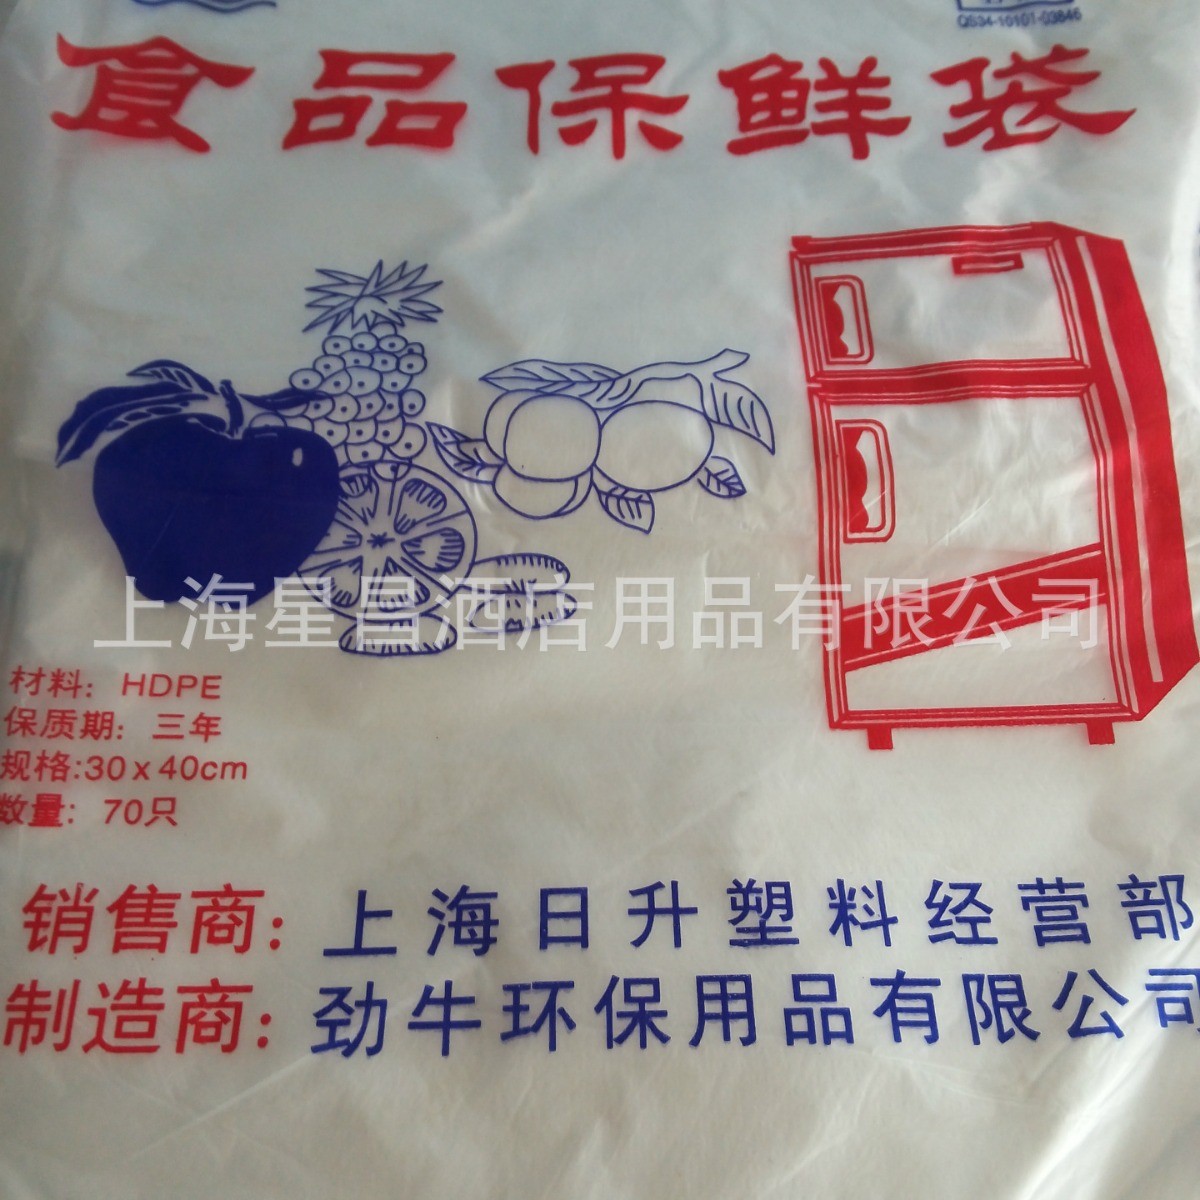 QS34-10101-03846
食品保鲜袋
上海星昌酒店用品有限公司
材料：HDPE
保质期：三年
规格:30x40cm
数量：70只
销售商：上海日升塑料经营部
制造商：劲牛环保用品有限公司